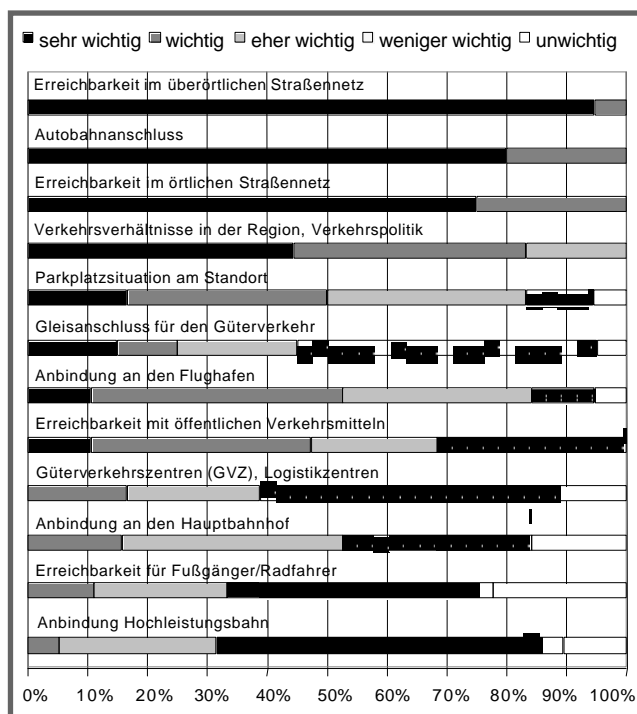 sehr wichtig wichtig eher wichtig weniger wichtig unwichtig
Erreichbarkeit im überörtlichen Straßennetz
Autobahnanschluss
Erreichbarkeit im örtlichen Straßennetz
Verkehrsverhältnisse in der Region, Verkehrspolitik
Parkplatzsituation am Standort
Gleisanschluss für den Güterverkehr
Anbindung an den Flughafen
Erreichbarkeit mit öffentlichen Verkehrsmitteln
Güterverkehrszentren (GVZ), Logistikzentren
Anbindung an den Hauptbahnhof
Erreichbarkeit für Fußgänger/Radfahrer
Anbindung Hochleistungsbahn
0% 10% 20% 30% 40% 50% 60% 70% 80% 90% 100%